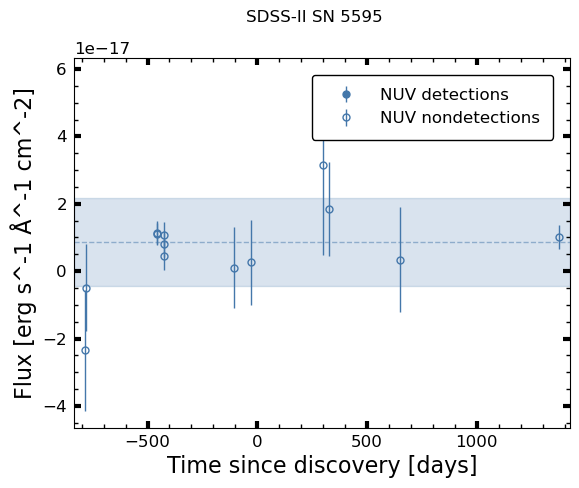 SDSS-II SN 5595
1e−17
6
4
2
0
−2
−4
Flux [erg s^-1 Å^-1 cm^-2]
NUV detections
NUV nondetections
−500 0 500 1000
Time since discovery [days]